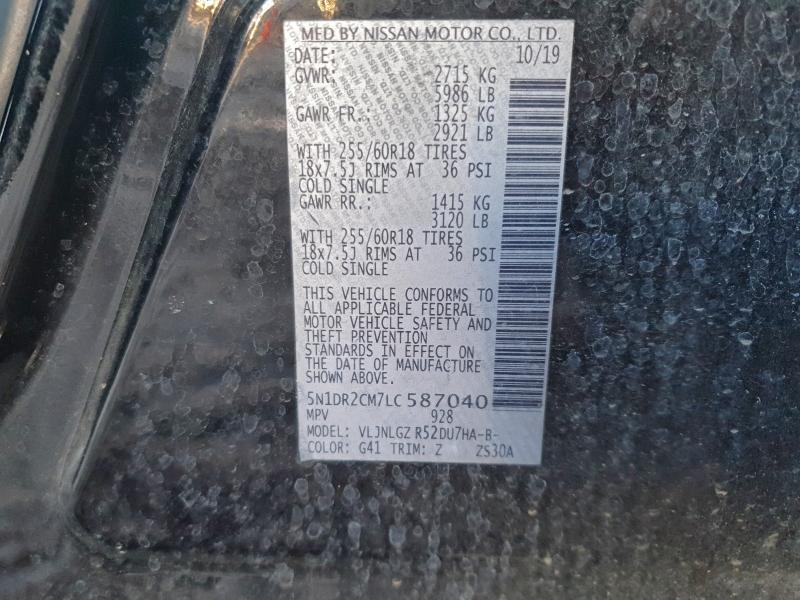 MFD BY NISSAN MOTOR CO., LTD.
DATE: 10/19
GVWR: 2715 KG
5986 LB
GAWR FR.: 1325 KG
2921 LB
WITH 255/60R18 TIRES
18x7.5J RIMS AT 36 PSI
COLD SINGLE
GAWR RR.: 1415 KG
3120 LB
WITH 255/60R18 TIRES
18x7.5J RIMS AT 36 PSI
COLD SINGLE
THIS VEHICLE CONFORMS TO
ALL APPLICABLE FEDERAL
MOTOR VEHICLE SAFETY AND
THEFT PREVENTION
STANDARDS IN EFFECT ON
THE DATE OF MANUFACTURE
SHOWN ABOVE.
5N1DR2CM7LC 587040
MPV 928
MODEL: VLJNLGZ R52DU7HA-B-
COLOR: G41 TRIM: Z ZS30A